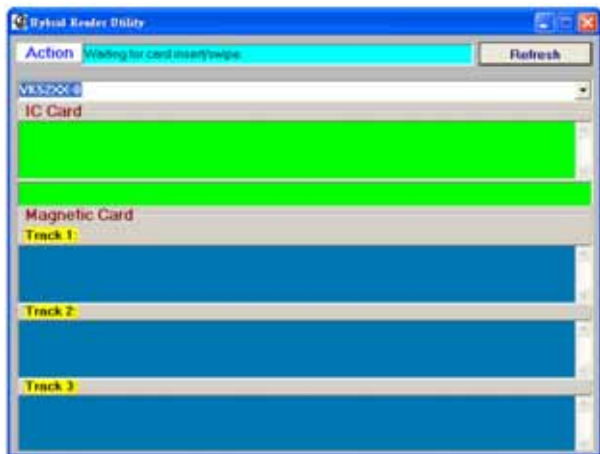 Hybrid Reader Utility
Action Waiting for card insert/swipe. Refresh
IC Card
Magnetic Card
Track 1:
Track 2:
Track 3